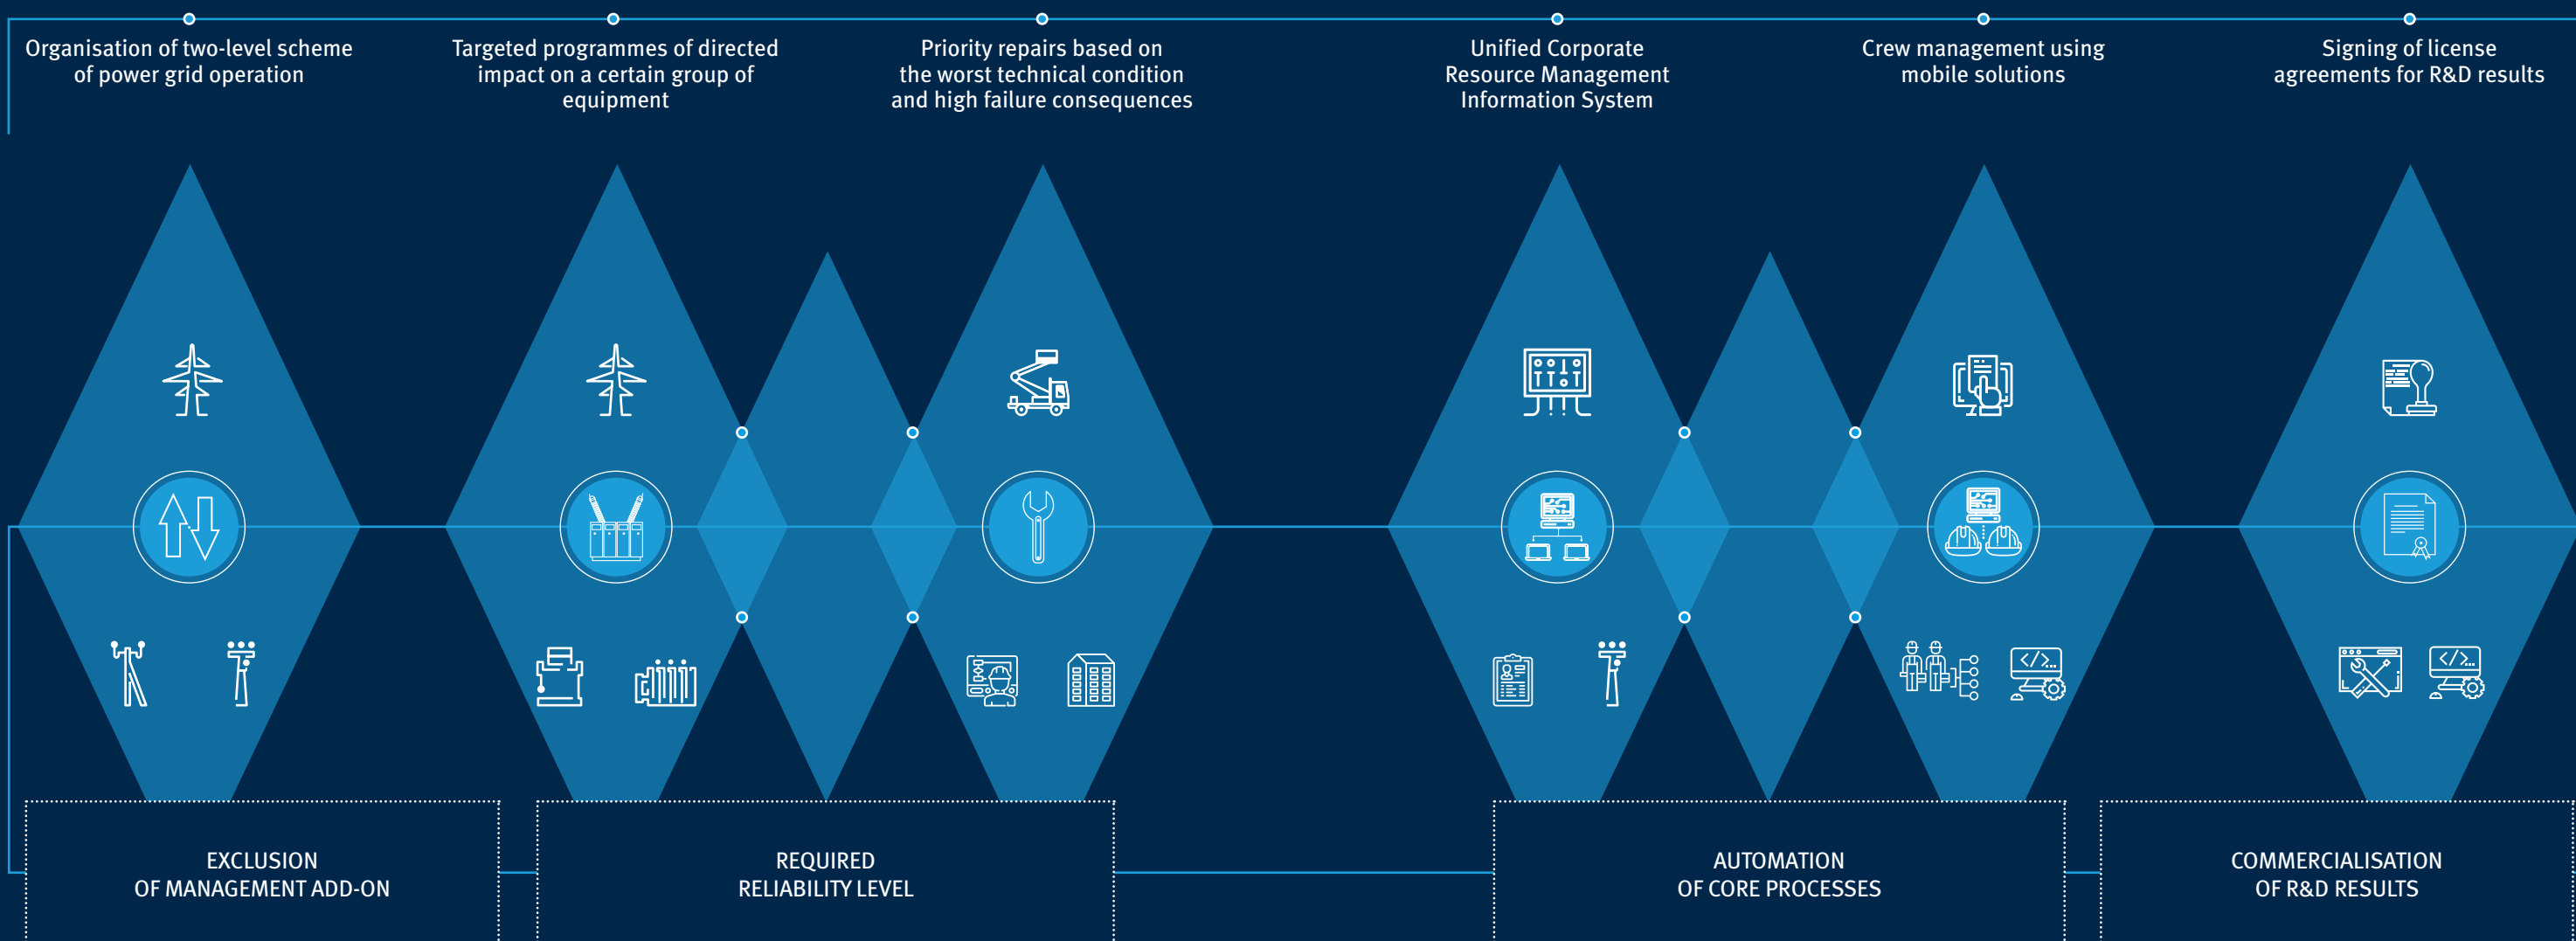 Organisation of two-level scheme
of power grid operation
Targeted programmes of directed
impact on a certain group of
equipment
Priority repairs based on
the worst technical condition
and high failure consequences
Unified Corporate
Resource Management
Information System
Crew management using
mobile solutions
Signing of license
agreements for R&D results
EXCLUSION
OF MANAGEMENT ADD-ON
REQUIRED
RELIABILITY LEVEL
AUTOMATION
OF CORE PROCESSES
COMMERCIALISATION
OF R&D RESULTS